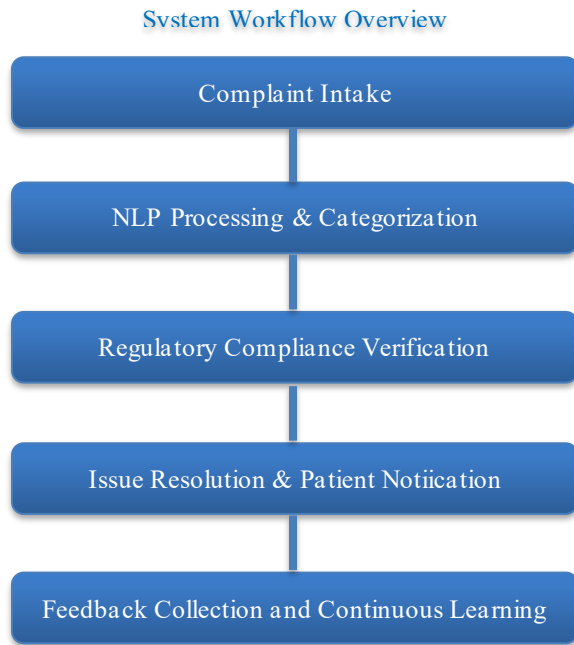 System Workflow Overview
Complaint Intake
NLP Processing & Categorization
Regulatory Compliance Verification
Issue Resolution & Patient Notiication
Feedback Collection and Continuous Learning